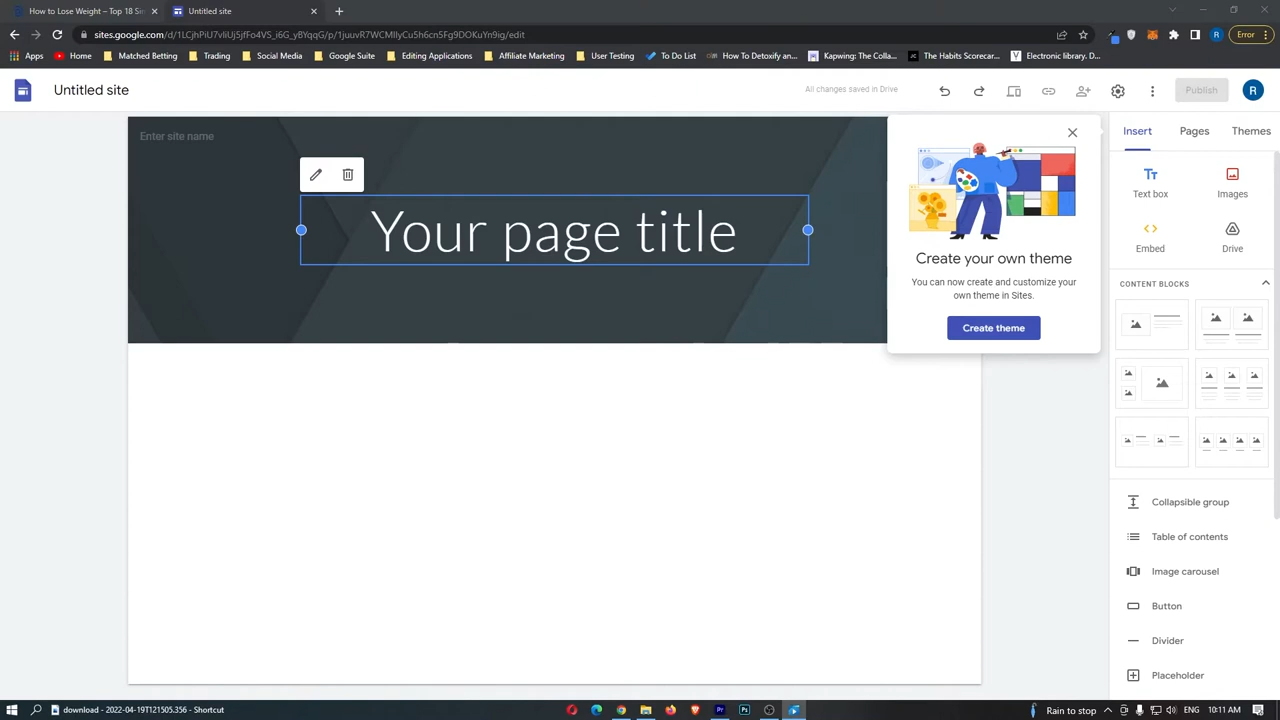 How to Lose Weight – Top 18 Sim
Untitled site
sites.google.com/d/1LCjhPiLJ7vliUj5jfFo4VS_i6G_yBYqqG/p/1juuvR7WCMlIyCu5h6cn5Fg9DOKuYn9ig/edit
R
Error
Apps
Home
Matched Betting
Trading
Social Media
Google Suite
Editing Applications
Affiliate Marketing
User Testing
To Do List
How To Detoxify an...
Kapwing: The Colla...
The Habits Scorecar...
Electronic library. D...
Untitled site
All changes saved in Drive
Publish
R
Enter site name
Your page title
Create your own theme
You can now create and customize your
own theme in Sites.
Create theme
Insert
Pages
Themes
Text box
Images
Embed
Drive
CONTENT BLOCKS
Collapsible group
Table of contents
Image carousel
Button
Divider
Placeholder
download - 2022-04-19T121505.356 - Shortcut
Rain to stop
10:11 AM